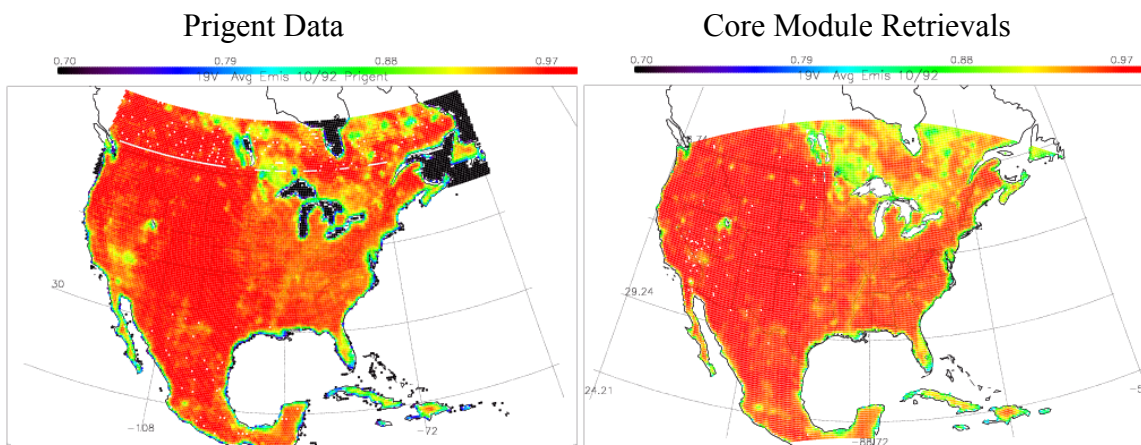 Prigent Data
Core Module Retrievals
0.70 0.79 0.88 0.97
19V Avg Emis 10/92 Prigent
0.70 0.79 0.88 0.97
19V Avg Emis 10/92
30
-108
-72
29.24
24.21